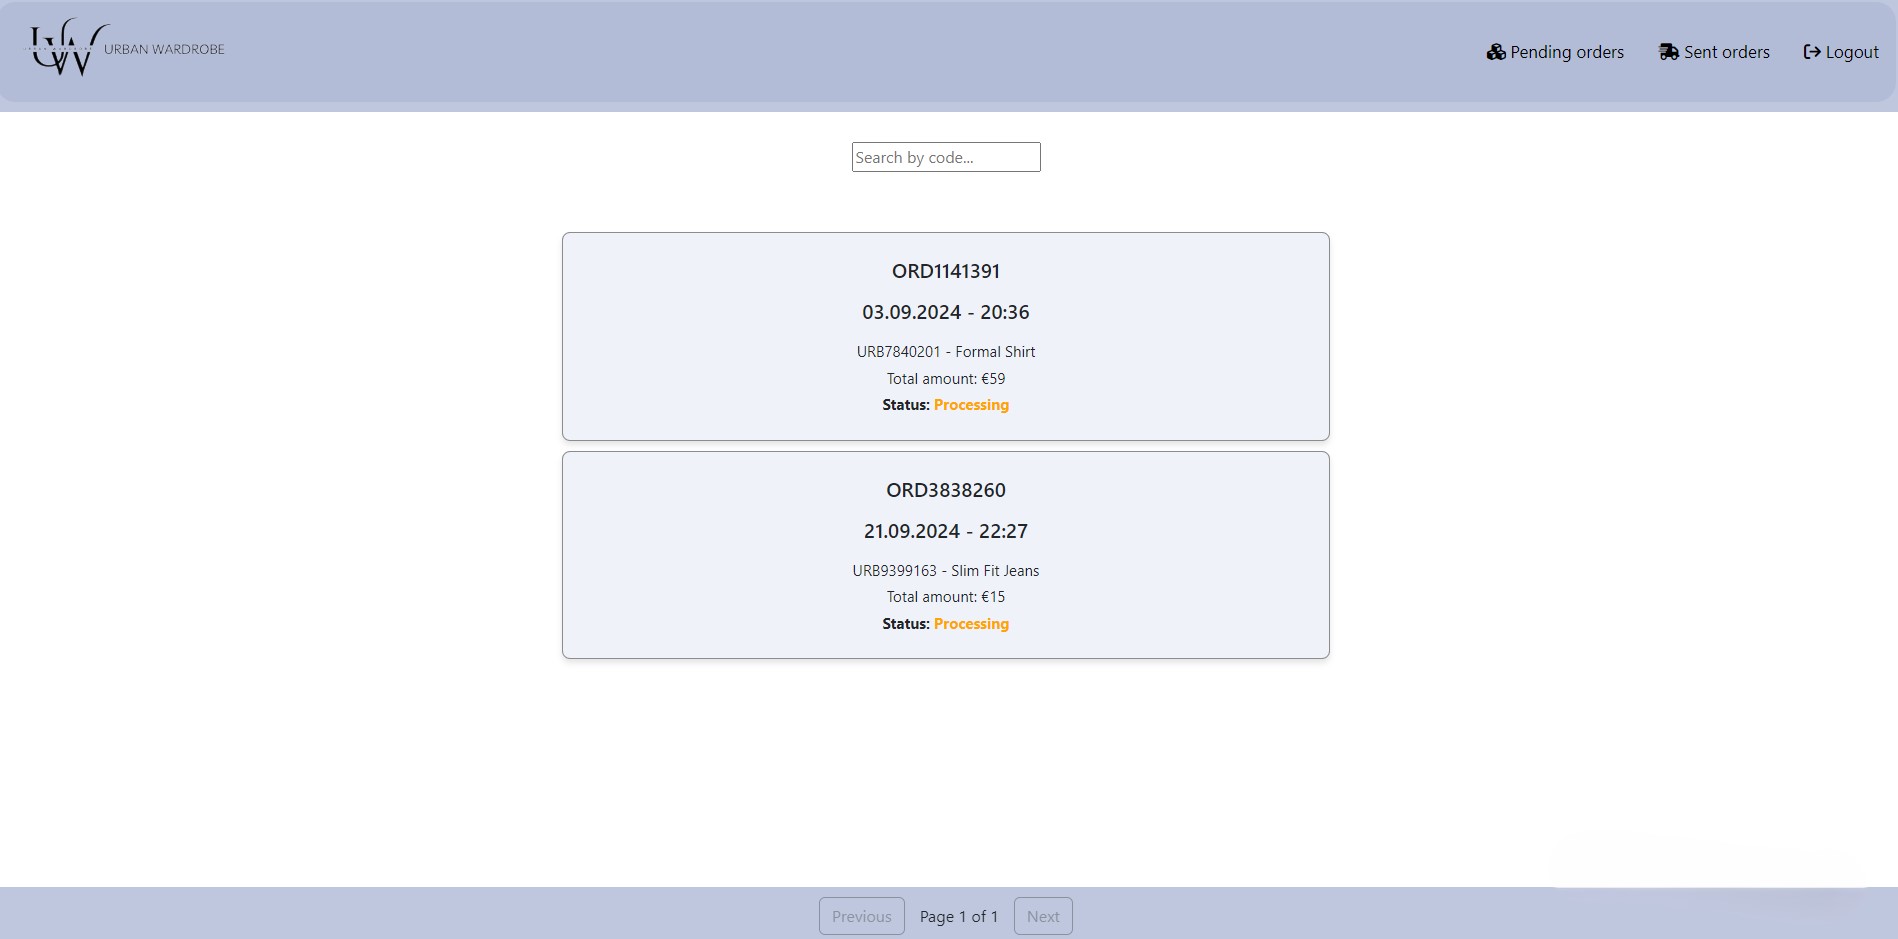 UW URBAN WARDROBE
Pending orders
Sent orders
Logout
Search by code...
ORD1141391
03.09.2024 - 20:36
URB7840201 - Formal Shirt
Total amount: €59
Status: Processing
ORD3838260
21.09.2024 - 22:27
URB9399163 - Slim Fit Jeans
Total amount: €15
Status: Processing
Previous
Page 1 of 1
Next